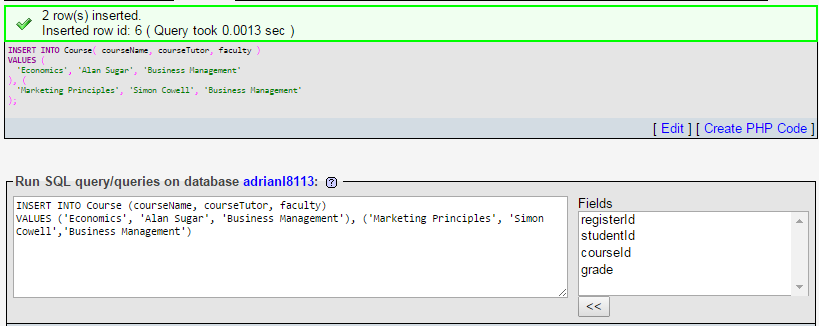 2 row(s) inserted.
Inserted row id: 6 ( Query took 0.0013 sec )
INSERT INTO Course( courseName, courseTutor, faculty )
VALUES (
'Economics', 'Alan Sugar', 'Business Management'
), (
'Marketing Principles', 'Simon Cowell', 'Business Management'
);
[ Edit ] [ Create PHP Code ]
Run SQL query/queries on database adrianl8113:
INSERT INTO Course (courseName, courseTutor, faculty)
VALUES ('Economics', 'Alan Sugar', 'Business Management'), ('Marketing Principles', 'Simon
Cowell','Business Management')
Fields
registerId
studentId
courseId
grade
<<